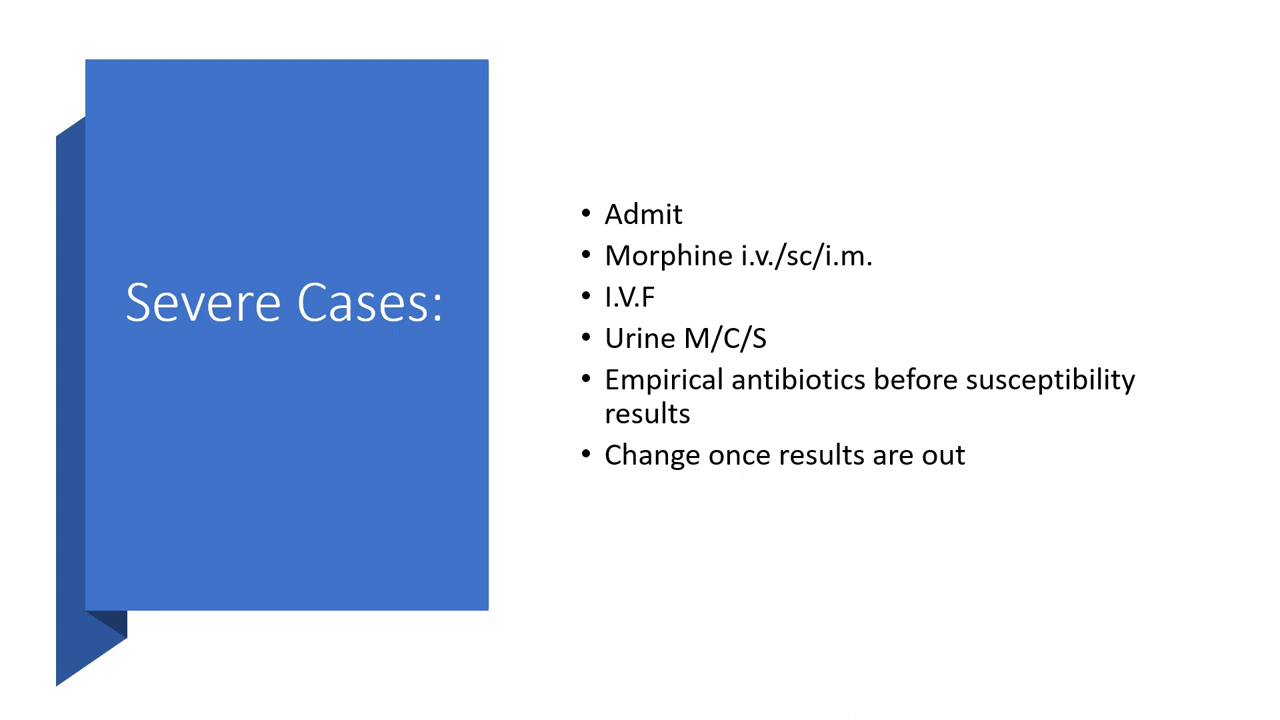 Severe Cases:
• Admit
• Morphine i.v./sc/i.m.
• I.V.F
• Urine M/C/S
• Empirical antibiotics before susceptibility
results
• Change once results are out